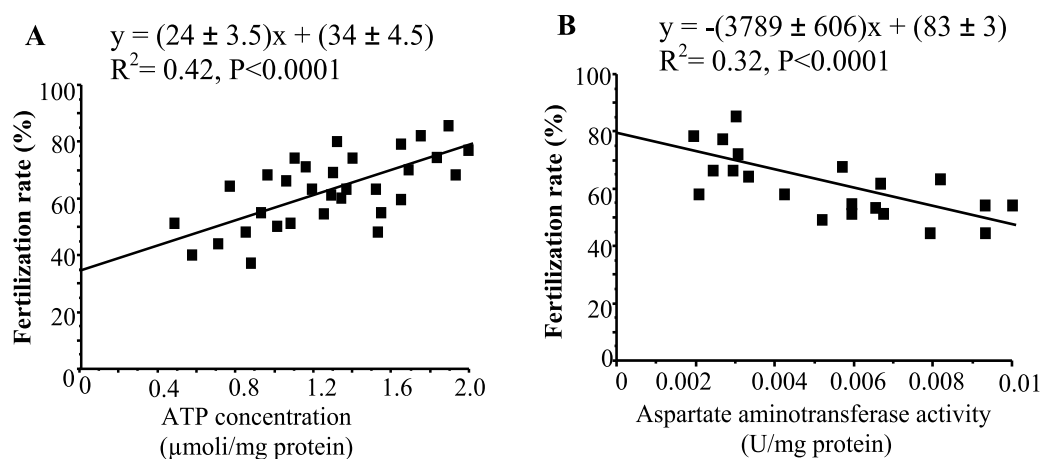 A
y = (24 ± 3.5)x + (34 ± 4.5)
R²= 0.42, P<0.0001
Fertilization rate (%)
100
80
60
40
20
0
0 0.4 0.8 1.2 1.6 2.0
ATP concentration
(µmoli/mg protein)
B
y = -(3789 ± 606)x + (83 ± 3)
R²= 0.32, P<0.0001
Fertilization rate (%)
100
80
60
40
20
0
0 0.002 0.004 0.006 0.008 0.01
Aspartate aminotransferase activity
(U/mg protein)